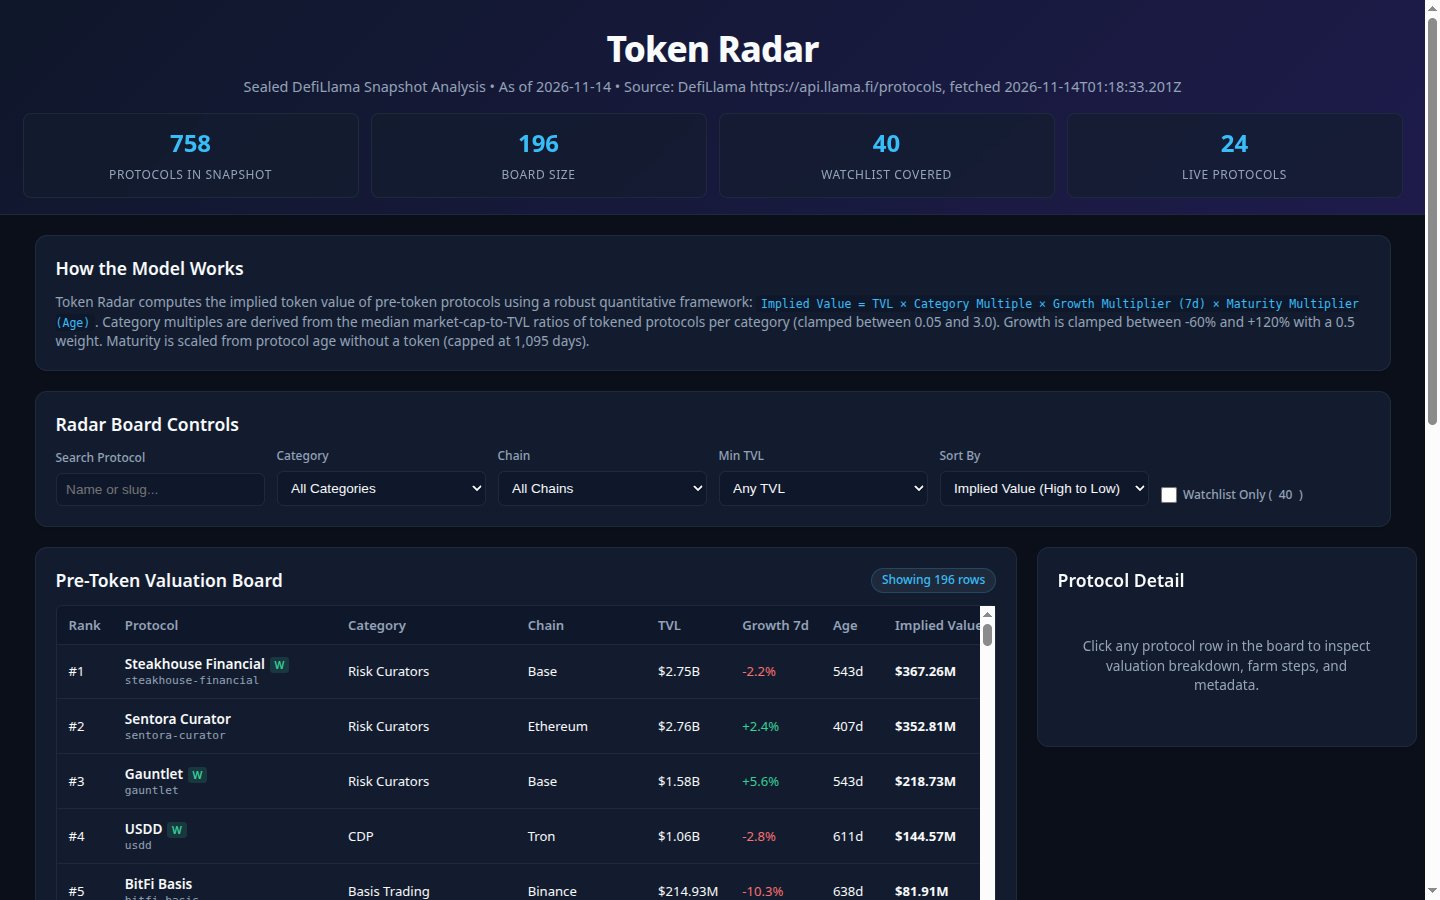 Token Radar
Sealed DefiLlama Snapshot Analysis • As of 2026-11-14 • Source: DefiLlama https://api.llama.fi/protocols, fetched 2026-11-14T01:18:33.201Z
758
PROTOCOLS IN SNAPSHOT
196
BOARD SIZE
40
WATCHLIST COVERED
24
LIVE PROTOCOLS
How the Model Works
Token Radar computes the implied token value of pre-token protocols using a robust quantitative framework: Implied Value = TVL × Category Multiple × Growth Multiplier (7d) × Maturity Multiplier
(Age) . Category multiples are derived from the median market-cap-to-TVL ratios of tokened protocols per category (clamped between 0.05 and 3.0). Growth is clamped between -60% and +120% with a 0.5
weight. Maturity is scaled from protocol age without a token (capped at 1,095 days).
Radar Board Controls
Search Protocol
Name or slug...
Category
All Categories
Chain
All Chains
Min TVL
Any TVL
Sort By
Implied Value (High to Low)
Watchlist Only ( 40 )
Pre-Token Valuation Board
Showing 196 rows
Rank Protocol Category Chain TVL Growth 7d Age Implied Value
#1 Steakhouse Financial W Risk Curators Base $2.75B -2.2% 543d $367.26M
steakhouse-financial
#2 Sentora Curator Risk Curators Ethereum $2.76B +2.4% 407d $352.81M
sentora-curator
#3 Gauntlet W Risk Curators Base $1.58B +5.6% 543d $218.73M
gauntlet
#4 USDD W CDP Tron $1.06B -2.8% 611d $144.57M
usdd
#5 BitFi Basis Basis Trading Binance $214.93M -10.3% 638d $81.91M
bitfi-basis
Protocol Detail
Click any protocol row in the board to inspect
valuation breakdown, farm steps, and
metadata.